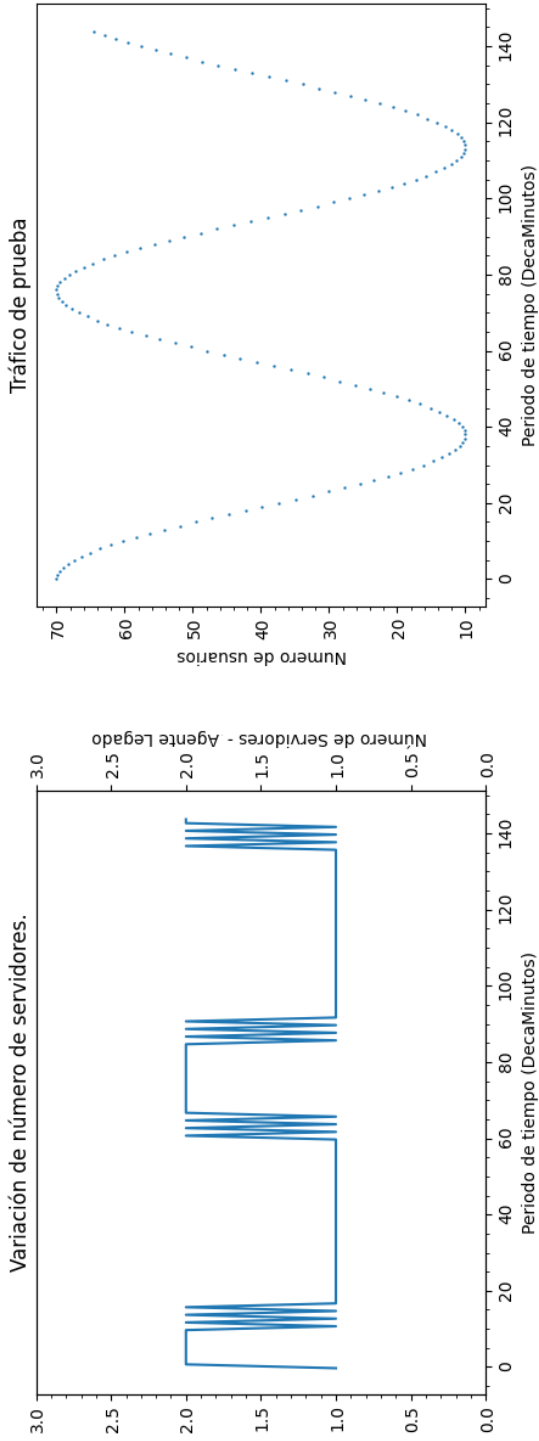 Variación de número de servidores.
3.0
2.5
2.0
1.5
1.0
0.5
0.0
0 20 40 60 80 100 120 140
Periodo de tiempo (DecaMinutos)
3.0
2.5
2.0
1.5
1.0
0.5
0.0
Número de Servidores - Agente Legado
Tráfico de prueba
Numero de usuarios
70
60
50
40
30
20
10
0 20 40 60 80 100 120 140
Periodo de tiempo (DecaMinutos)